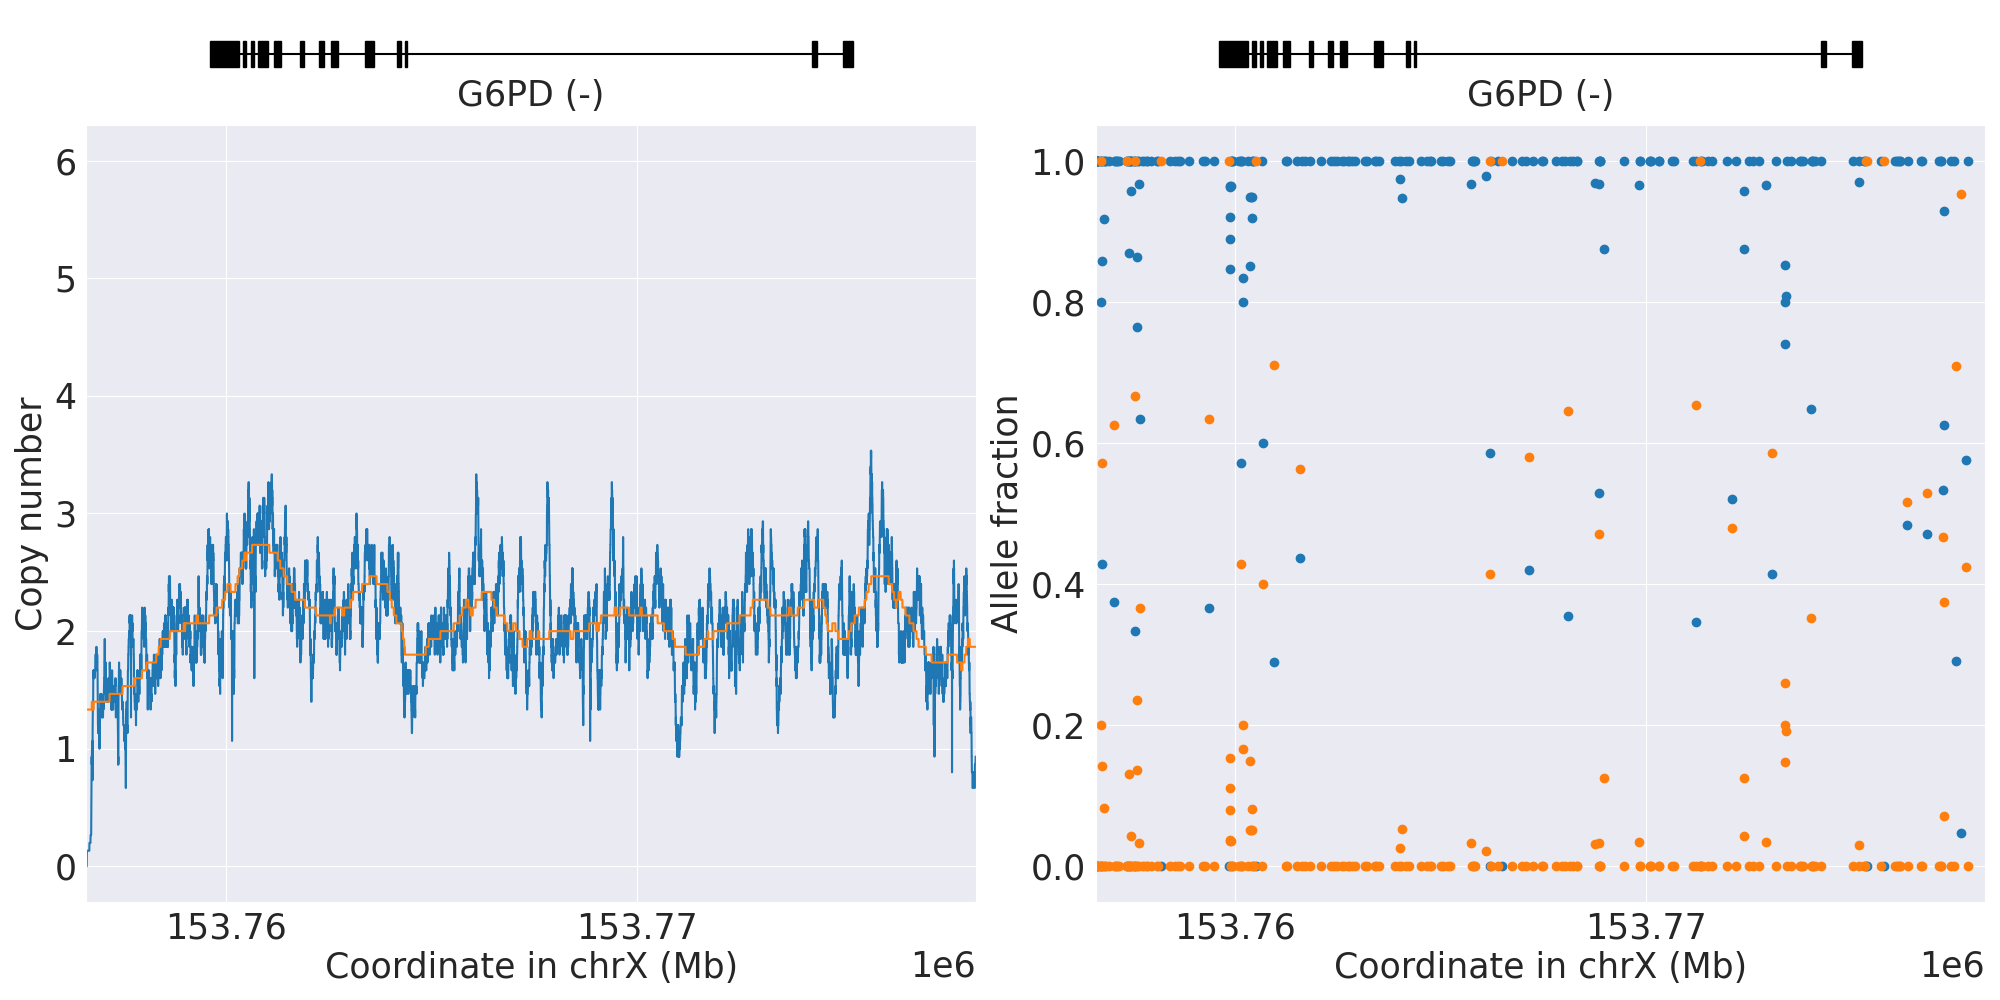 G6PD (-)
6
5
4
3
2
1
0
Copy number
153.76
153.77
Coordinate in chrX (Mb)
1e6
G6PD (-)
1.0
0.8
0.6
0.4
0.2
0.0
Allele fraction
153.76
153.77
Coordinate in chrX (Mb)
1e6